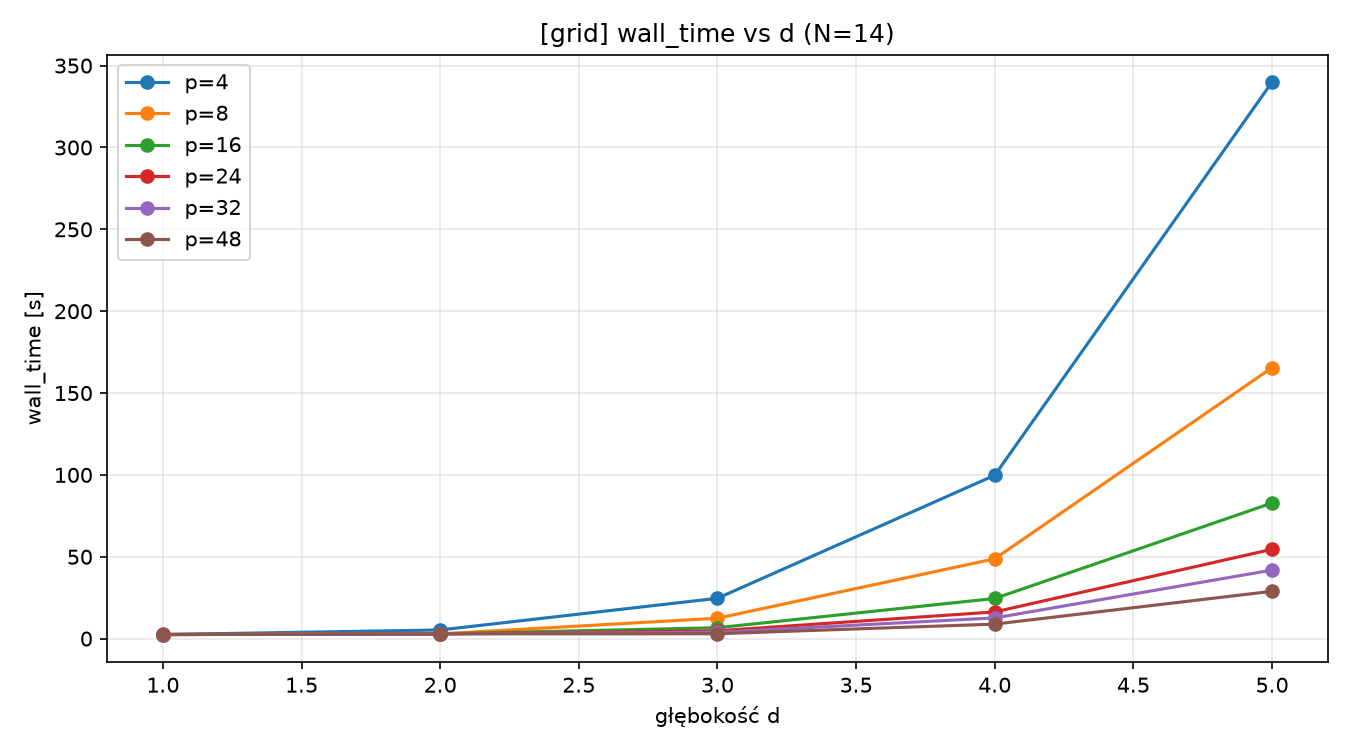 [grid] wall_time vs d (N=14)
p=4
p=8
p=16
p=24
p=32
p=48
wall_time [s]
350
300
250
200
150
100
50
0
1.0 1.5 2.0 2.5 3.0 3.5 4.0 4.5 5.0
głębokość d